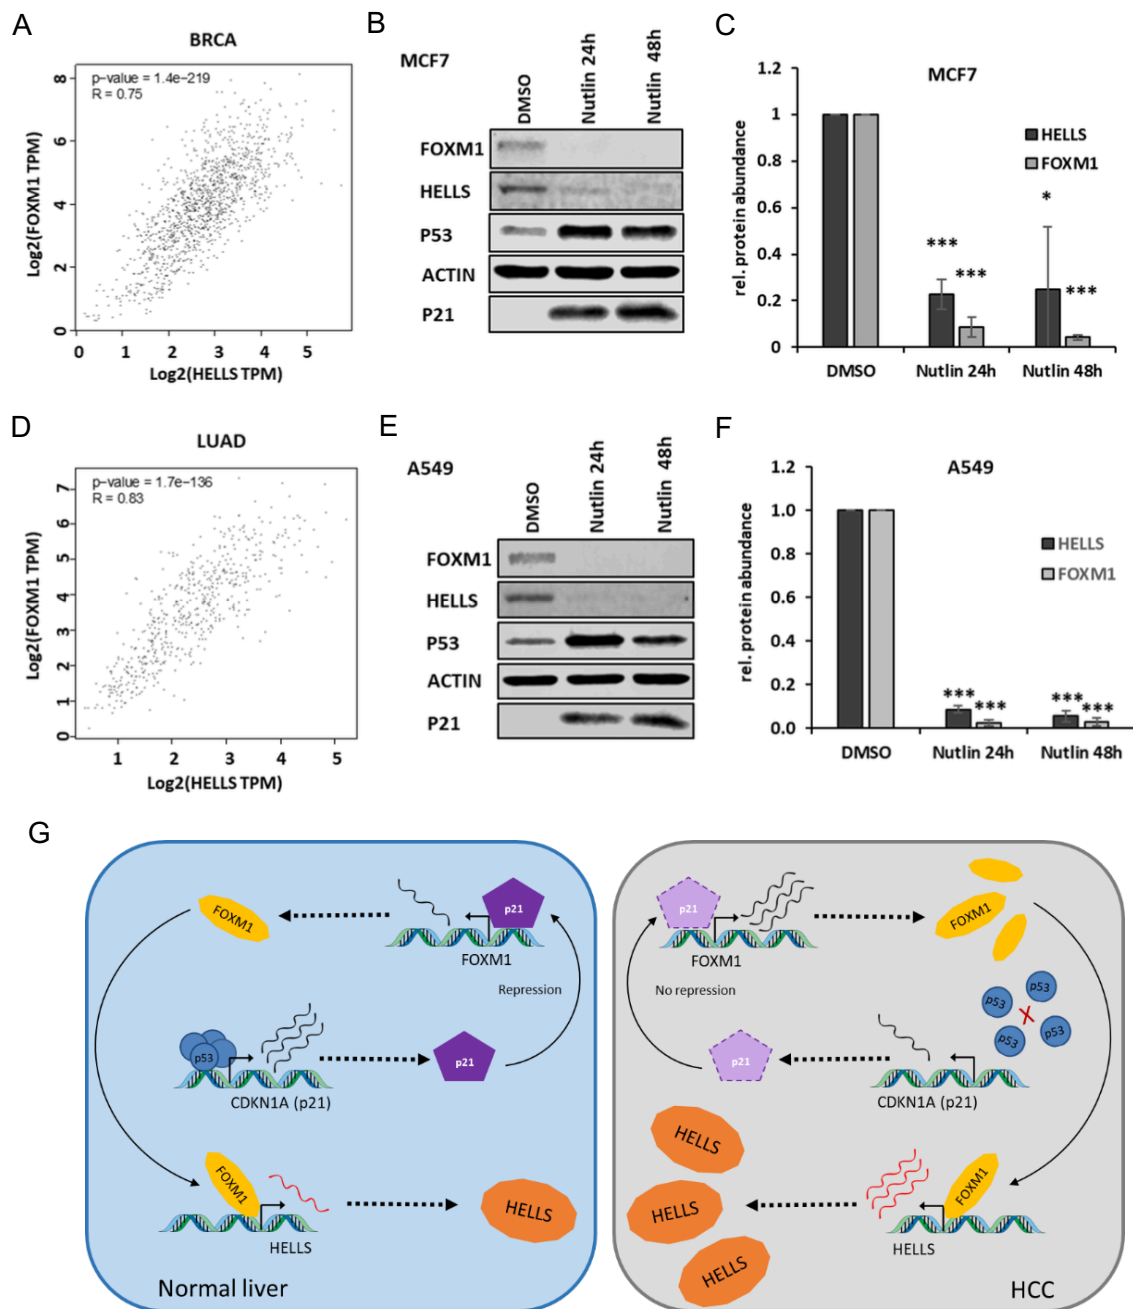 A
BRCA
p-value = 1.4e−219
R = 0.75
Log2(FOXM1 TPM)
8
6
4
2
0
0 1 2 3 4 5
Log2(HELLS TPM)
B
MCF7
DMSO
Nutlin 24h
Nutlin 48h
FOXM1
HELLS
P53
ACTIN
P21
C
MCF7
rel. protein abundance
1.2
1
0.8
0.6
0.4
0.2
0
HELLS
FOXM1
*** *** * ***
DMSO Nutlin 24h Nutlin 48h
D
LUAD
p-value = 1.7e−136
R = 0.83
Log2(FOXM1 TPM)
7
6
5
4
3
2
1
0
1 2 3 4 5
Log2(HELLS TPM)
E
A549
DMSO
Nutlin 24h
Nutlin 48h
FOXM1
HELLS
P53
ACTIN
P21
F
A549
rel. protein abundance
1.2
1.0
0.8
0.6
0.4
0.2
0.0
HELLS
FOXM1
*** *** *** ***
DMSO Nutlin 24h Nutlin 48h
G
FOXM1
p21
FOXM1
Repression
p53
CDKN1A (p21)
p21
FOXM1
HELLS
HELLS
Normal liver
p21
FOXM1
FOXM1
No repression
p53
p53
X
p53
p53
p21
CDKN1A (p21)
HELLS
HELLS
HELLS
FOXM1
HELLS
HCC